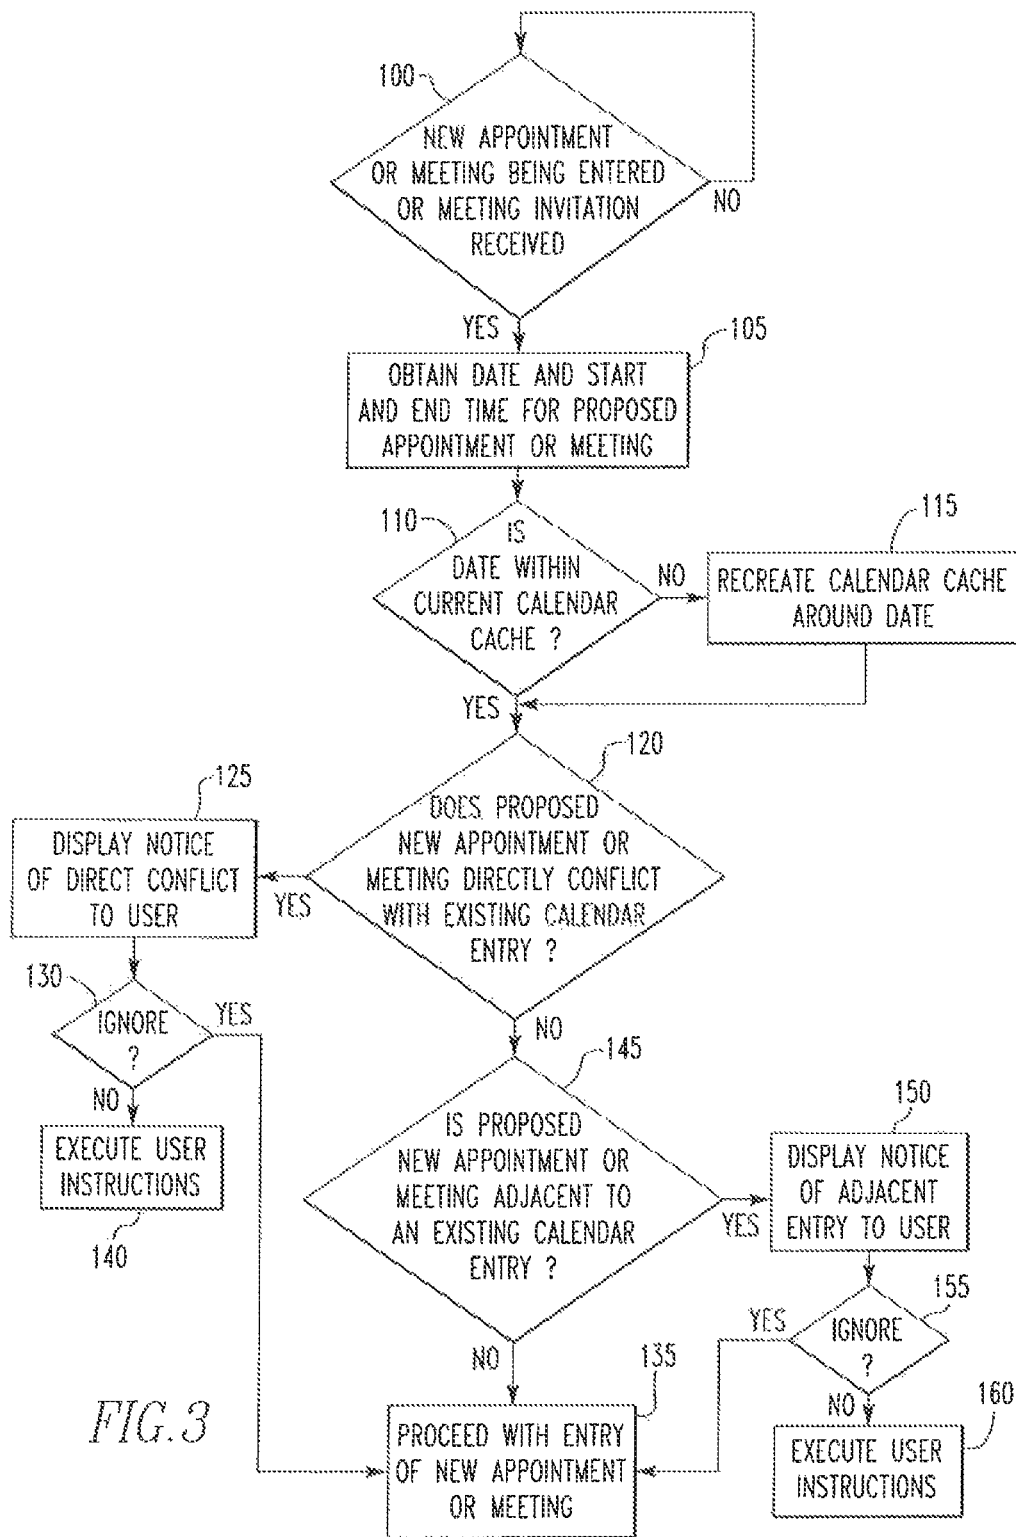 100
NEW APPOINTMENT
OR MEETING BEING ENTERED
OR MEETING INVITATION
RECEIVED
NO
YES
105
OBTAIN DATE AND START
AND END TIME FOR PROPOSED
APPOINTMENT OR MEETING
110
IS
DATE WITHIN
CURRENT CALENDAR
CACHE ?
NO
115
RECREATE CALENDAR CACHE
AROUND DATE
YES
120
DOES PROPOSED
NEW APPOINTMENT OR
MEETING DIRECTLY CONFLICT
WITH EXISTING CALENDAR
ENTRY ?
YES
125
DISPLAY NOTICE
OF DIRECT CONFLICT
TO USER
130
IGNORE
?
YES
NO
EXECUTE USER
INSTRUCTIONS
140
NO
145
IS PROPOSED
NEW APPOINTMENT OR
MEETING ADJACENT TO
AN EXISTING CALENDAR
ENTRY ?
YES
150
DISPLAY NOTICE
OF ADJACENT
ENTRY TO USER
155
IGNORE
?
YES
NO
160
EXECUTE USER
INSTRUCTIONS
NO
135
PROCEED WITH ENTRY
OF NEW APPOINTMENT
OR MEETING
FIG.3